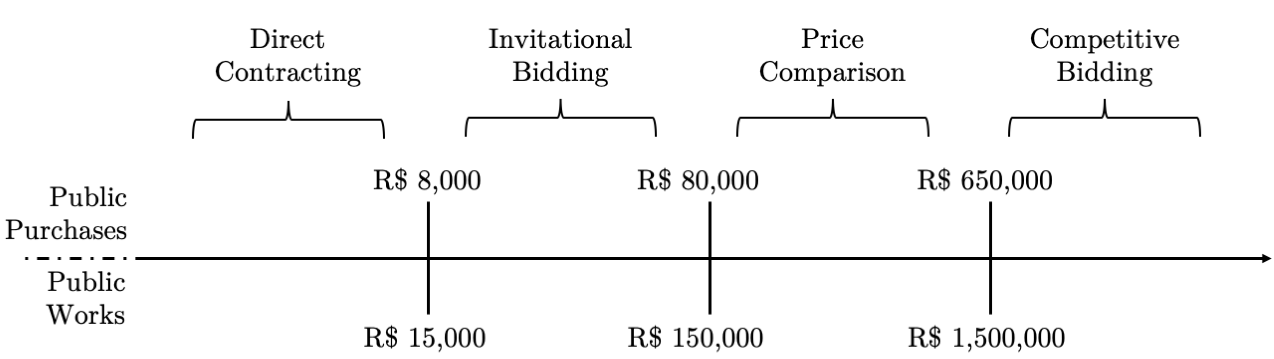 Direct
Contracting
Invitational
Bidding
Price
Comparison
Competitive
Bidding
R$ 8,000
R$ 80,000
R$ 650,000
Public
Purchases
Public
Works
R$ 15,000
R$ 150,000
R$ 1,500,000